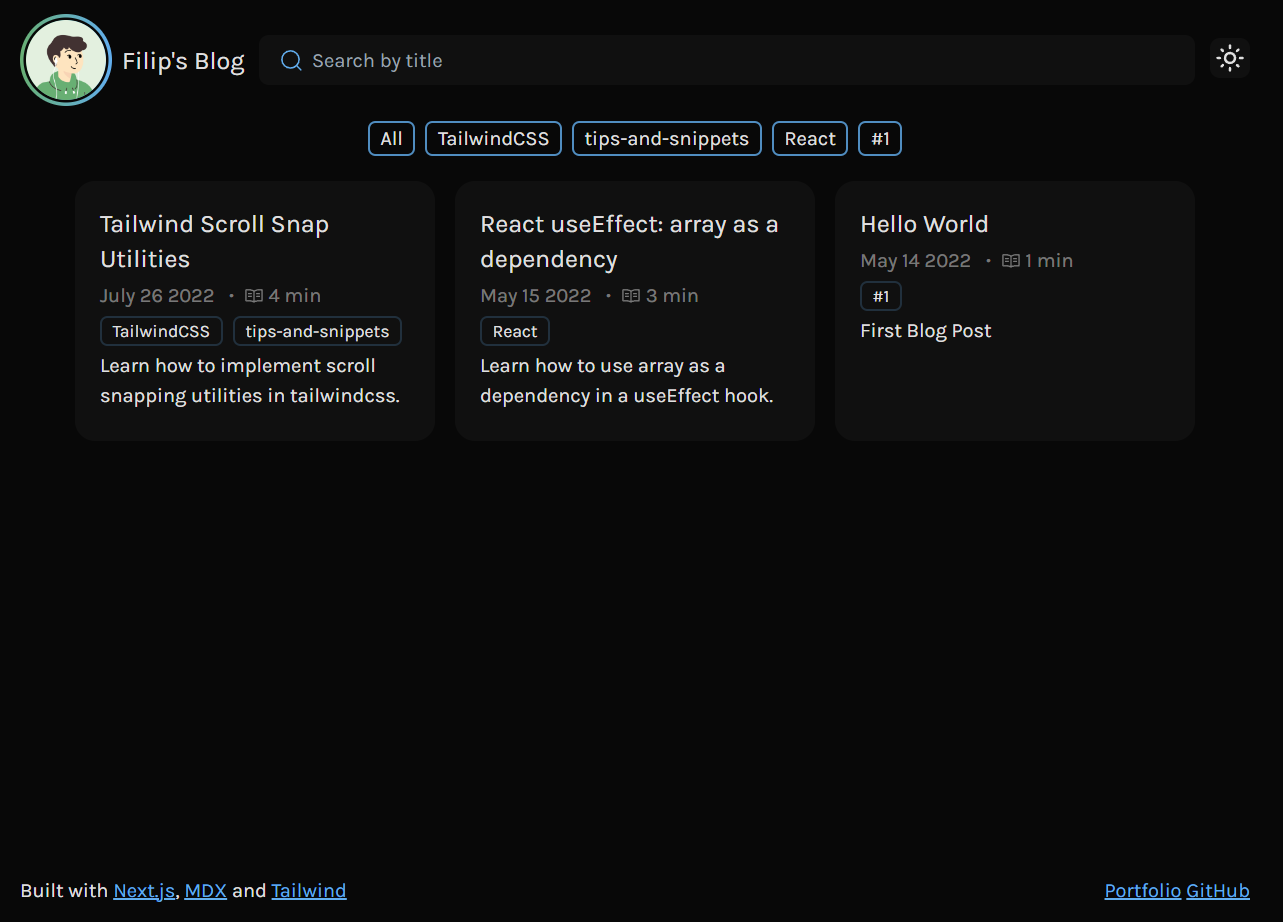 Filip's Blog
Search by title
All TailwindCSS tips-and-snippets React #1
Tailwind Scroll Snap
Utilities
July 26 2022 • 4 min
TailwindCSS tips-and-snippets
Learn how to implement scroll
snapping utilities in tailwindcss.
React useEffect: array as a
dependency
May 15 2022 • 3 min
React
Learn how to use array as a
dependency in a useEffect hook.
Hello World
May 14 2022 • 1 min
#1
First Blog Post
Built with Next.js, MDX and Tailwind
Portfolio GitHub